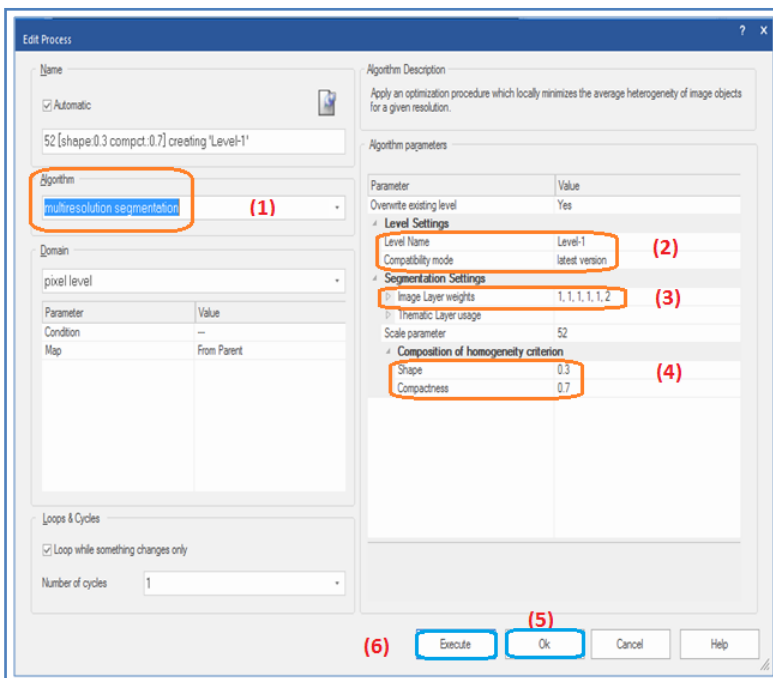 ? x
Edit Process
Name
Automatic
52 [shape:0.3 compct.:0.7] creating 'Level-1'
Algorithm
multiresolution segmentation (1)
Domain
pixel level
Parameter Value
Condition —
Map From Parent
Loops & Cycles
Loop while something changes only
Number of cycles 1
Algorithm Description
Apply an optimization procedure which locally minimizes the average heterogeneity of image objects
for a given resolution.
Algorithm parameters
Parameter Value
Overwrite existing level Yes
Level Settings
Level Name Level-1
Compatibility mode latest version
(2)
Segmentation Settings
Image Layer weights 1, 1, 1, 1, 1, 2 (3)
Thematic Layer usage
Scale parameter 52
Composition of homogeneity criterion
Shape 0.3
Compactness 0.7
(4)
(5)
(6) Execute Ok Cancel Help